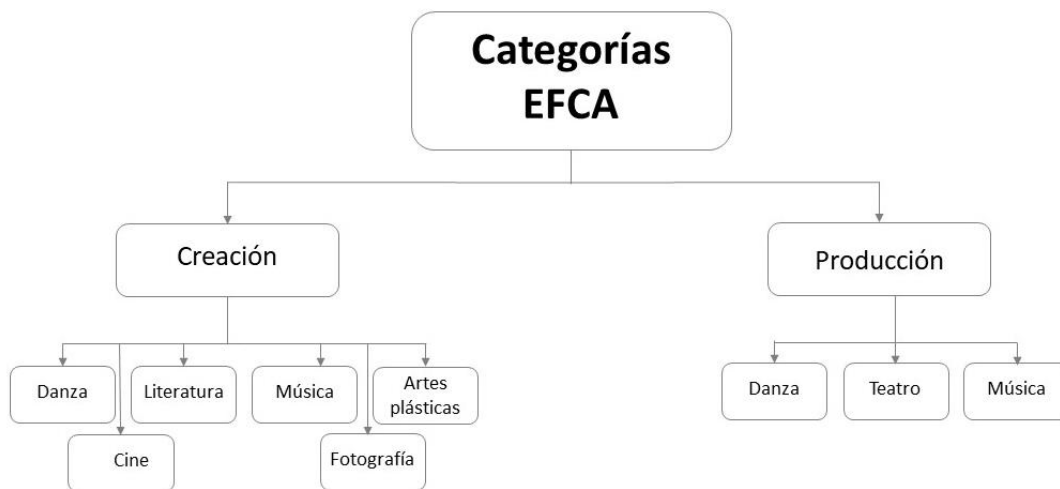 Categorías
EFCA
Creación
Producción
Danza
Literatura
Música
Artes
plásticas
Danza
Teatro
Música
Cine
Fotografía